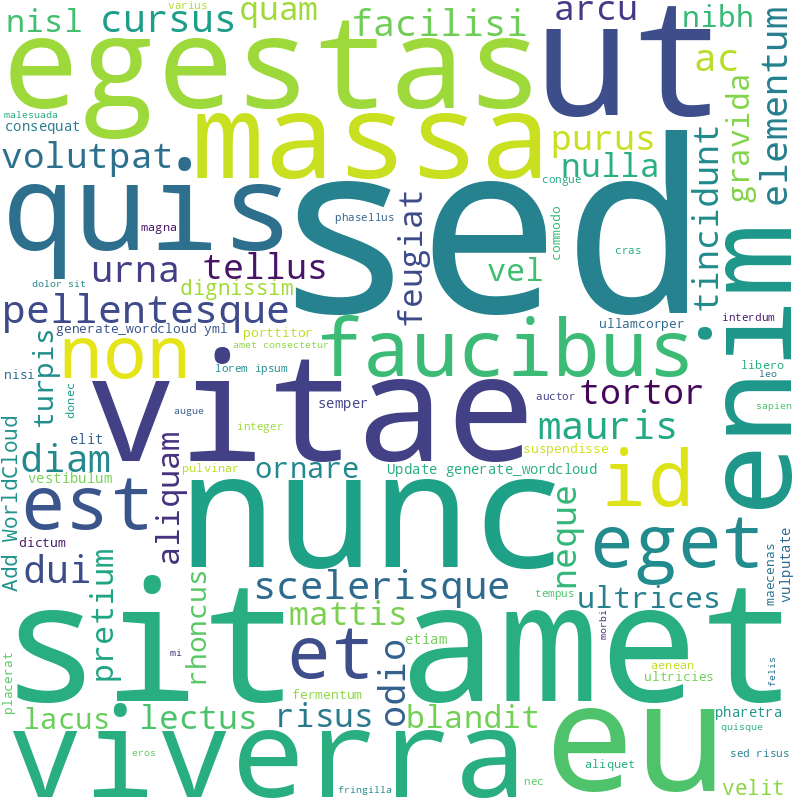 nisl
cursus
varius
quam
facilisi
arcu
nibh
egestas
ut
ac
elementum
malesuada
consequat
massa
purus
gravida
volutpat
nulla
tincidunt
quis
sed
congue
phasellus
commodo
cras
magna
feugiat
urna
tellus
vel
dolor sit
dignissim
enim
pellentesque
interdum
generate_wordcloud yml
porttitor
ullamcorper
non
amet consectetur
faucibus
turpis
lorem ipsum
libero
leo
nisi
vitae
donec
augue
semper
auctor
tortor
sapien
integer
mauris
elit
diam
aliquam
ornare
suspendisse
pulvinar
Update generate_wordcloud
vestibulum
id
Add WorldCloud
est
nunc
neque
dictum
eget
maecenas
vulputate
dui
pretium
scelerisque
tempus
ultrices
rhoncus
sit
mattis
amet
morbi
et
etiam
odio
mi
aenean
ultricies
felis
placerat
fermentum
lacus
lectus
risus
blandit
eu
pharetra
quisque
viverra
eros
sed risus
aliquet
nec
fringilla
velit